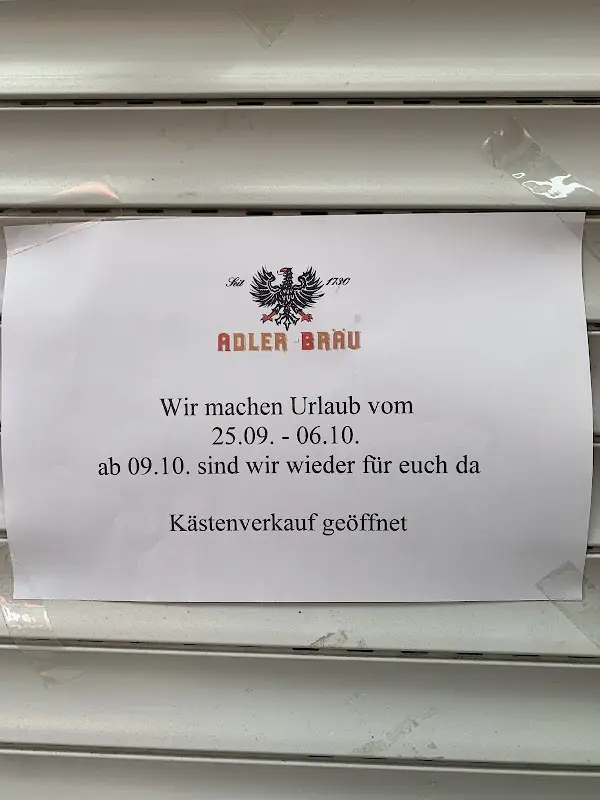 Seit 1730
ADLER BRÄU
Wir machen Urlaub vom
25.09. - 06.10.
ab 09.10. sind wir wieder für euch da
Kästenverkauf geöffnet